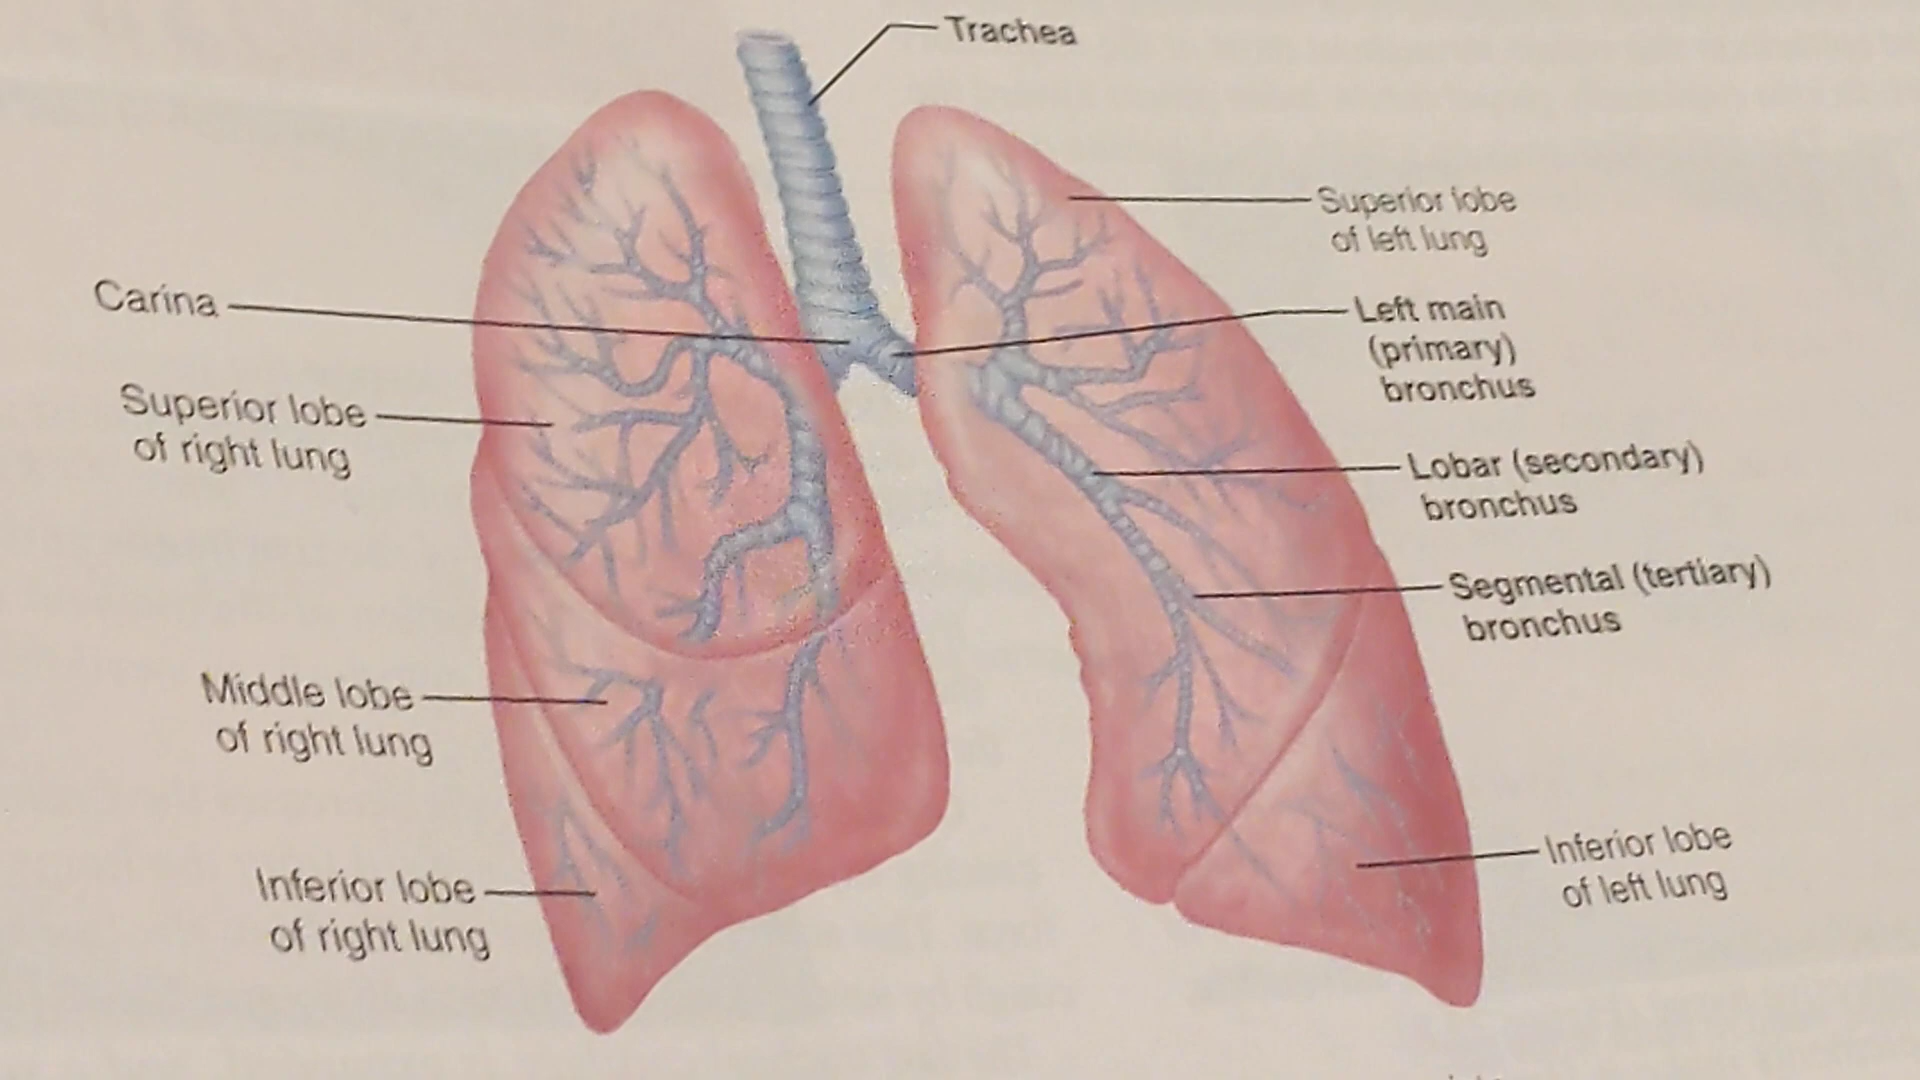 Trachea
Superior lobe
of left lung
Carina
Left main
(primary)
bronchus
Superior lobe
of right lung
Lobar (secondary)
bronchus
Segmental (tertiary)
bronchus
Middle lobe
of right lung
Inferior lobe
of right lung
Inferior lobe
of left lung